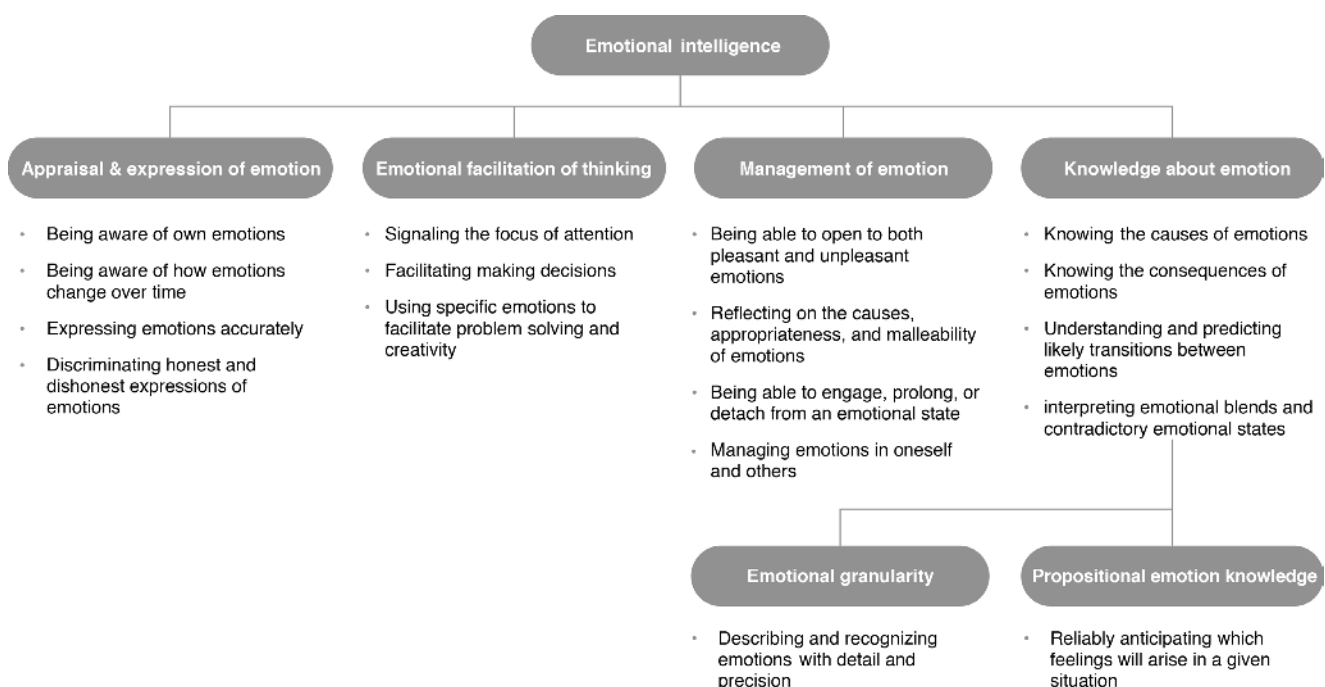 Emotional intelligence
Appraisal & expression of emotion
Being aware of own emotions
Being aware of how emotions
change over time
Expressing emotions accurately
Discriminating honest and
dishonest expressions of
emotions
Emotional facilitation of thinking
Signaling the focus of attention
Facilitating making decisions
Using specific emotions to
facilitate problem solving and
creativity
Management of emotion
Being able to open to both
pleasant and unpleasant
emotions
Reflecting on the causes,
appropriateness, and malleability
of emotions
Being able to engage, prolong, or
detach from an emotional state
Managing emotions in oneself
and others
Knowledge about emotion
Knowing the causes of emotions
Knowing the consequences of
emotions
Understanding and predicting
likely transitions between
emotions
interpreting emotional blends and
contradictory emotional states
Emotional granularity
Describing and recognizing
emotions with detail and
precision
Propositional emotion knowledge
Reliably anticipating which
feelings will arise in a given
situation